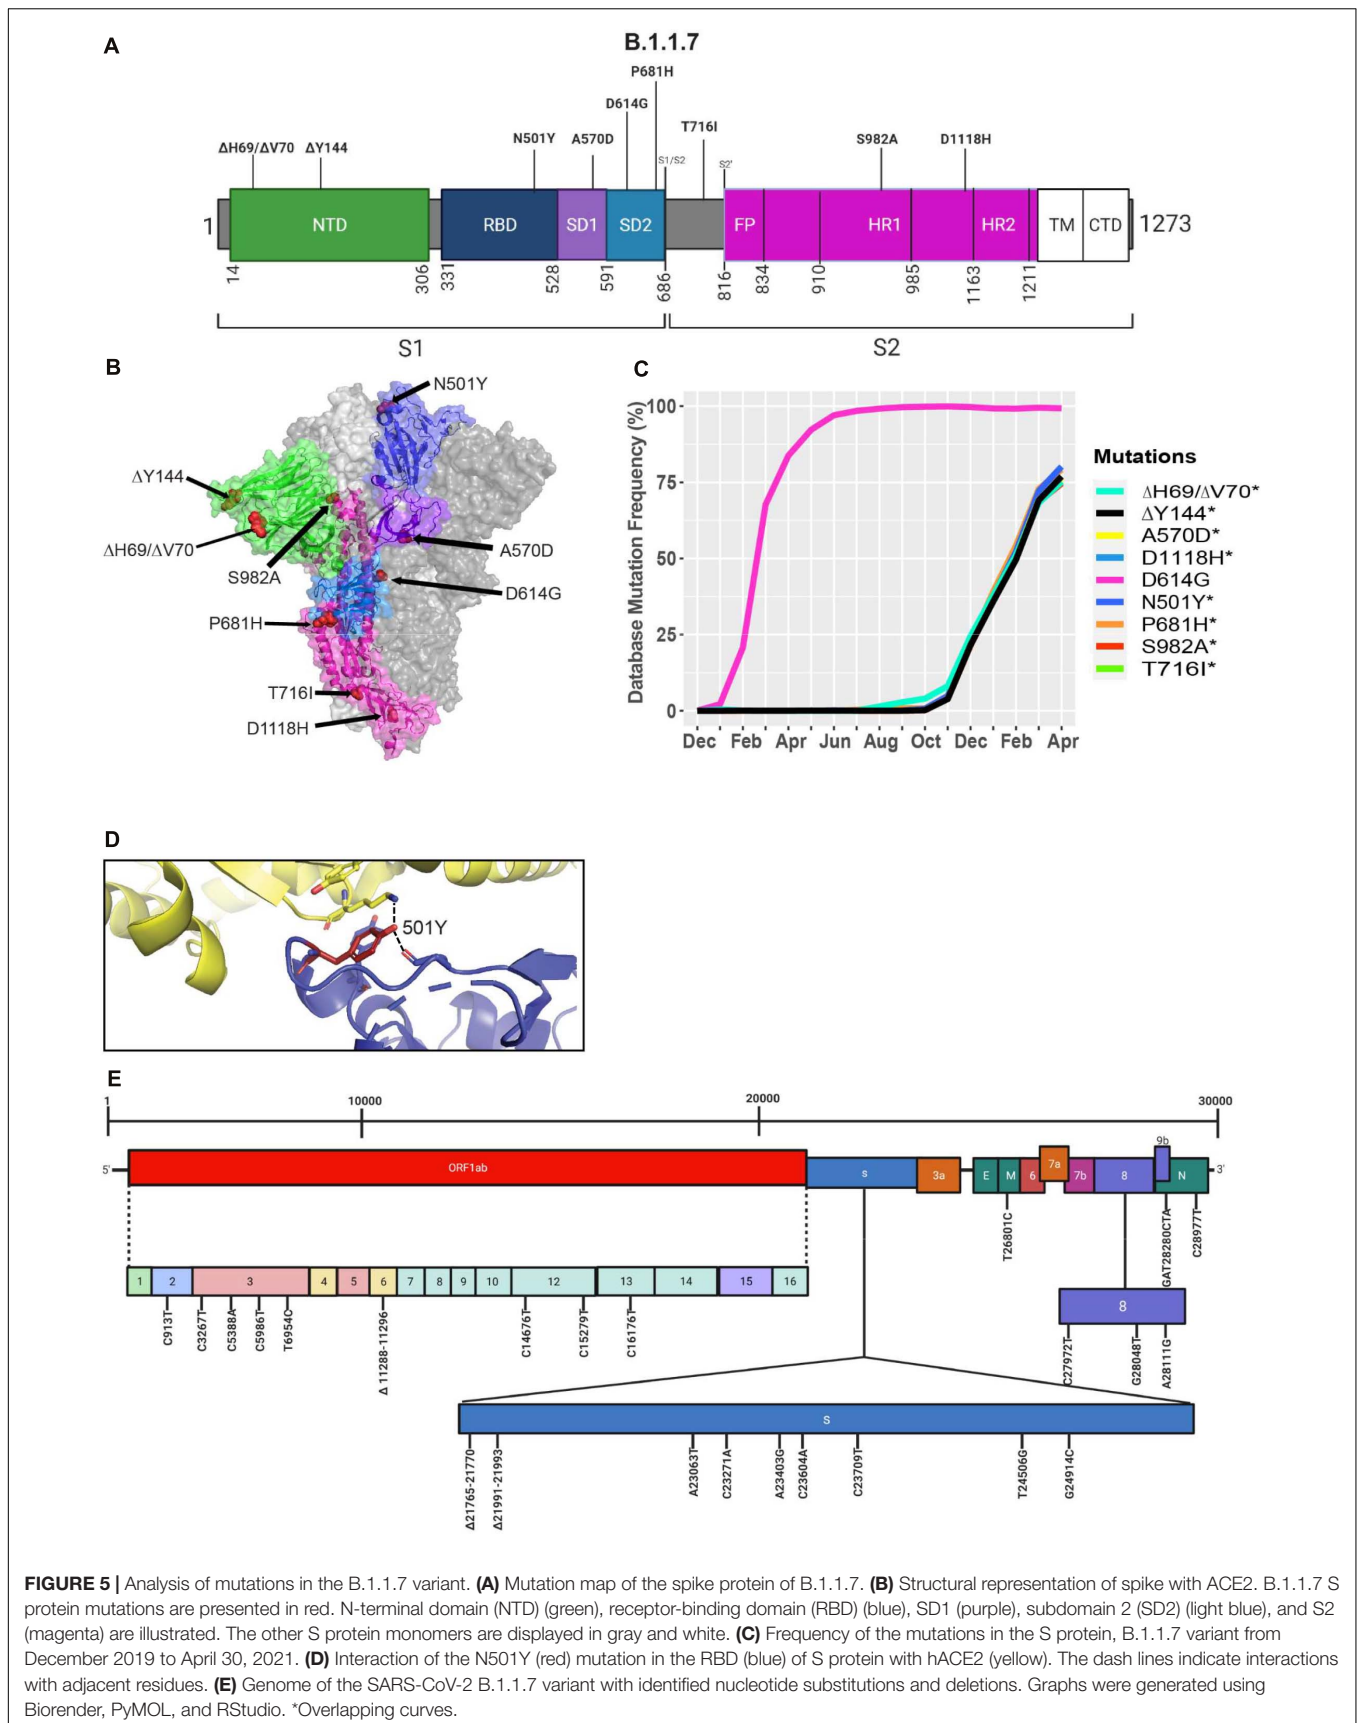 A
B.1.1.7
P681H
D614G
T716I
ΔH69/ΔV70 ΔY144 N501Y A570D S982A D1118H
S1/S2 S2'
1 NTD RBD SD1 SD2 FP HR1 HR2 TM CTD 1273
14 306 331 528 591 686 816 834 910 985 1163 1211
S1 S2
B
N501Y
ΔY144
ΔH69/ΔV70
A570D
S982A
D614G
P681H
T716I
D1118H
C
Database Mutation Frequency (%)
100
75
50
25
0
Dec Feb Apr Jun Aug Oct Dec Feb Apr
Mutations
ΔH69/ΔV70*
ΔY144*
A570D*
D1118H*
D614G
N501Y*
P681H*
S982A*
T716I*
D
501Y
E
1 10000 20000 30000
5' ORF1ab s 3a E M 6 7a 7b 8 9b N 3'
T26801C GAT28280CTA C28977T
1 2 3 4 5 6 7 8 9 10 12 13 14 15 16
C913T C3267T C5388A C5986T T6954C Δ 11288-11296 C14676T C15279T C16176T
8
C27972T G28048T A28111G
S
Δ21765-21770 Δ21991-21993 A23063T C23271A A23403G C23604A C23709T T24506G G24914C
FIGURE 5 | Analysis of mutations in the B.1.1.7 variant. (A) Mutation map of the spike protein of B.1.1.7. (B) Structural representation of spike with ACE2. B.1.1.7 S
protein mutations are presented in red. N-terminal domain (NTD) (green), receptor-binding domain (RBD) (blue), SD1 (purple), subdomain 2 (SD2) (light blue), and S2
(magenta) are illustrated. The other S protein monomers are displayed in gray and white. (C) Frequency of the mutations in the S protein, B.1.1.7 variant from
December 2019 to April 30, 2021. (D) Interaction of the N501Y (red) mutation in the RBD (blue) of S protein with hACE2 (yellow). The dash lines indicate interactions
with adjacent residues. (E) Genome of the SARS-CoV-2 B.1.1.7 variant with identified nucleotide substitutions and deletions. Graphs were generated using
Biorender, PyMOL, and RStudio. *Overlapping curves.